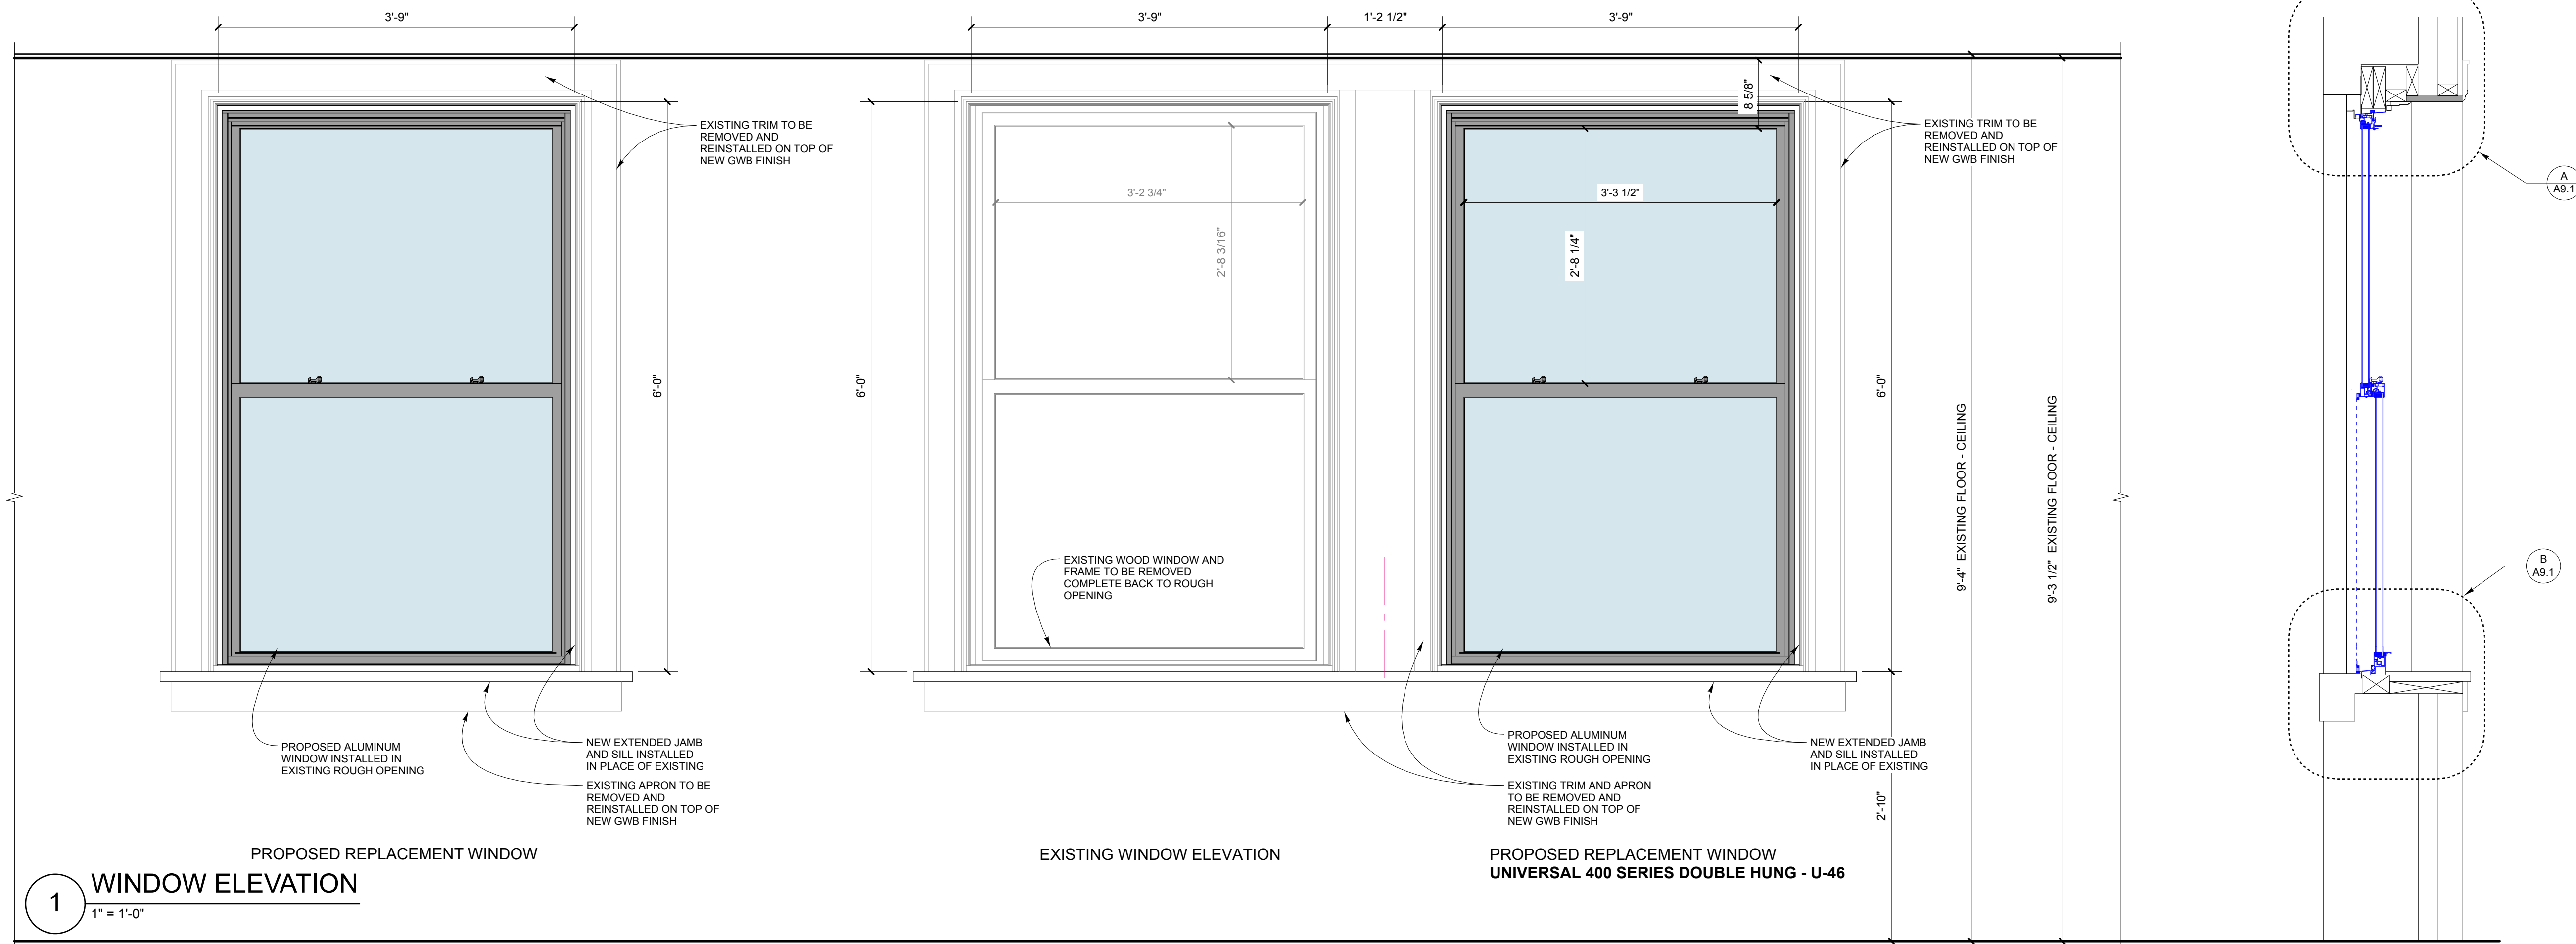 3'-9"
3'-9"
1'-2 1/2"
3'-9"
8 5/8"
EXISTING TRIM TO BE
REMOVED AND
REINSTALLED ON TOP OF
NEW GWB FINISH
EXISTING TRIM TO BE
REMOVED AND
REINSTALLED ON TOP OF
NEW GWB FINISH
A
A9.1
3'-2 3/4"
3'-3 1/2"
2'-8 3/16"
2'-8 1/4"
6'-0"
6'-0"
6'-0"
9'-4" EXISTING FLOOR - CEILING
9'-3 1/2" EXISTING FLOOR - CEILING
EXISTING WOOD WINDOW AND
FRAME TO BE REMOVED
COMPLETE BACK TO ROUGH
OPENING
B
A9.1
PROPOSED ALUMINUM
WINDOW INSTALLED IN
EXISTING ROUGH OPENING
NEW EXTENDED JAMB
AND SILL INSTALLED
IN PLACE OF EXISTING
EXISTING APRON TO BE
REMOVED AND
REINSTALLED ON TOP OF
NEW GWB FINISH
PROPOSED ALUMINUM
WINDOW INSTALLED IN
EXISTING ROUGH OPENING
EXISTING TRIM AND APRON
TO BE REMOVED AND
REINSTALLED ON TOP OF
NEW GWB FINISH
NEW EXTENDED JAMB
AND SILL INSTALLED
IN PLACE OF EXISTING
2'-10"
PROPOSED REPLACEMENT WINDOW
EXISTING WINDOW ELEVATION
PROPOSED REPLACEMENT WINDOW
UNIVERSAL 400 SERIES DOUBLE HUNG - U-46
1
WINDOW ELEVATION
1" = 1'-0"